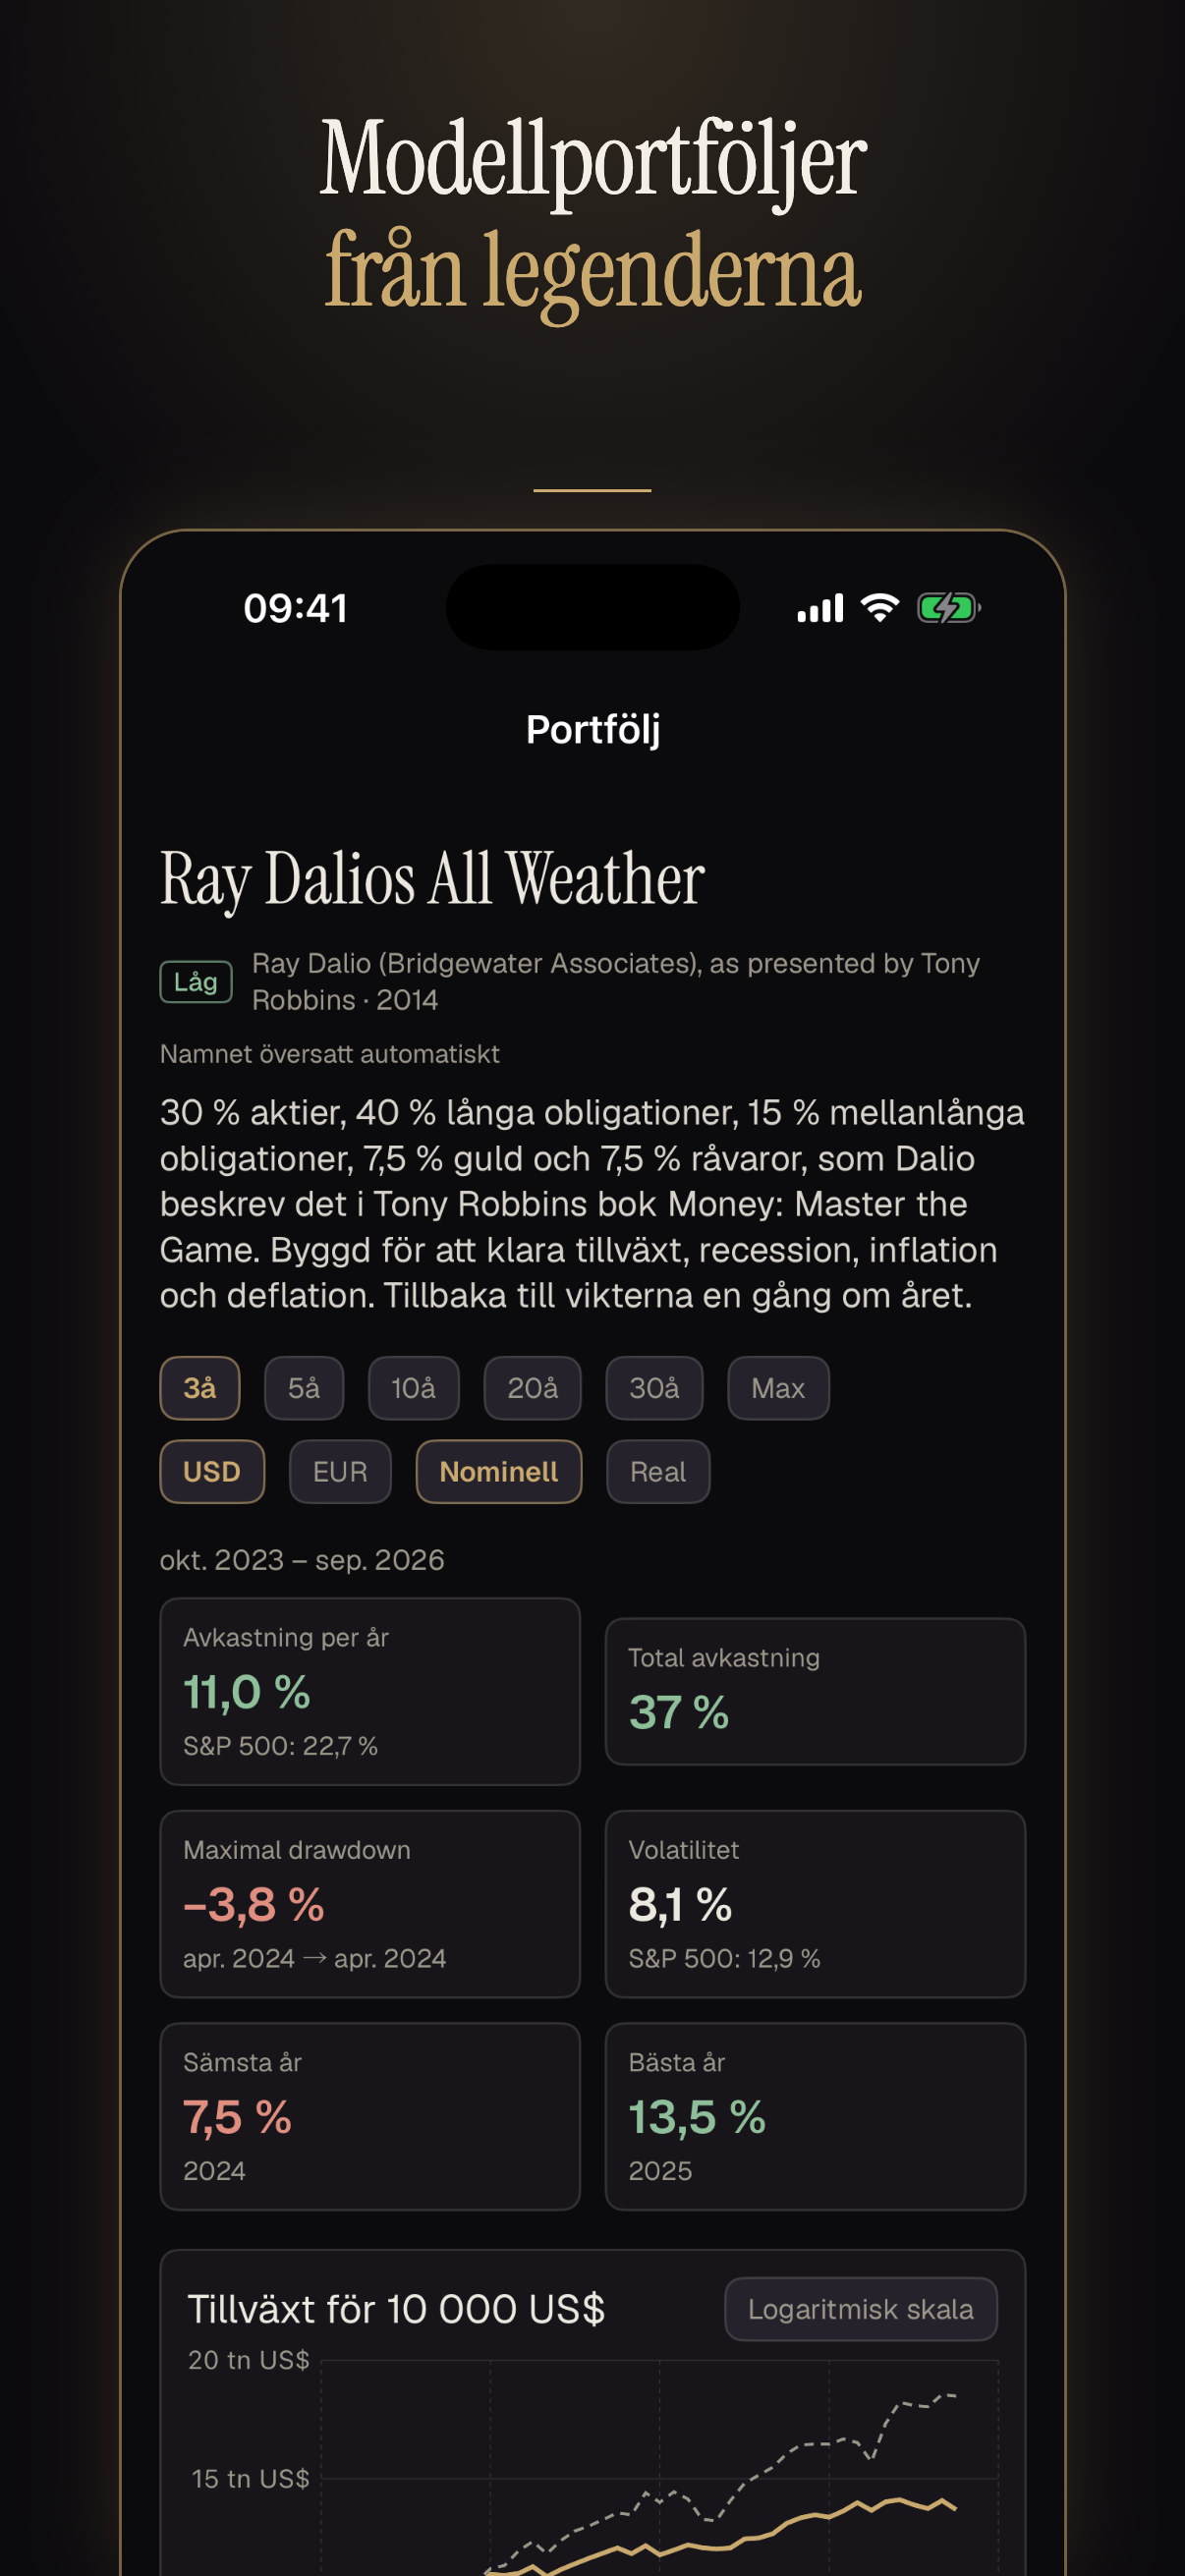 Modellportföljer
från legenderna
09:41
Portfölj
Ray Dalios All Weather
Låg
Ray Dalio (Bridgewater Associates), as presented by Tony
Robbins · 2014
Namnet översatt automatiskt
30 % aktier, 40 % långa obligationer, 15 % mellanlånga
obligationer, 7,5 % guld och 7,5 % råvaror, som Dalio
beskrev det i Tony Robbins bok Money: Master the
Game. Byggd för att klara tillväxt, recession, inflation
och deflation. Tillbaka till vikterna en gång om året.
3å 5å 10å 20å 30å Max
USD EUR Nominell Real
okt. 2023 – sep. 2026
Avkastning per år
11,0 %
S&P 500: 22,7 %
Total avkastning
37 %
Maximal drawdown
−3,8 %
apr. 2024 → apr. 2024
Volatilitet
8,1 %
S&P 500: 12,9 %
Sämsta år
7,5 %
2024
Bästa år
13,5 %
2025
Tillväxt för 10 000 US$
Logaritmisk skala
20 tn US$
15 tn US$